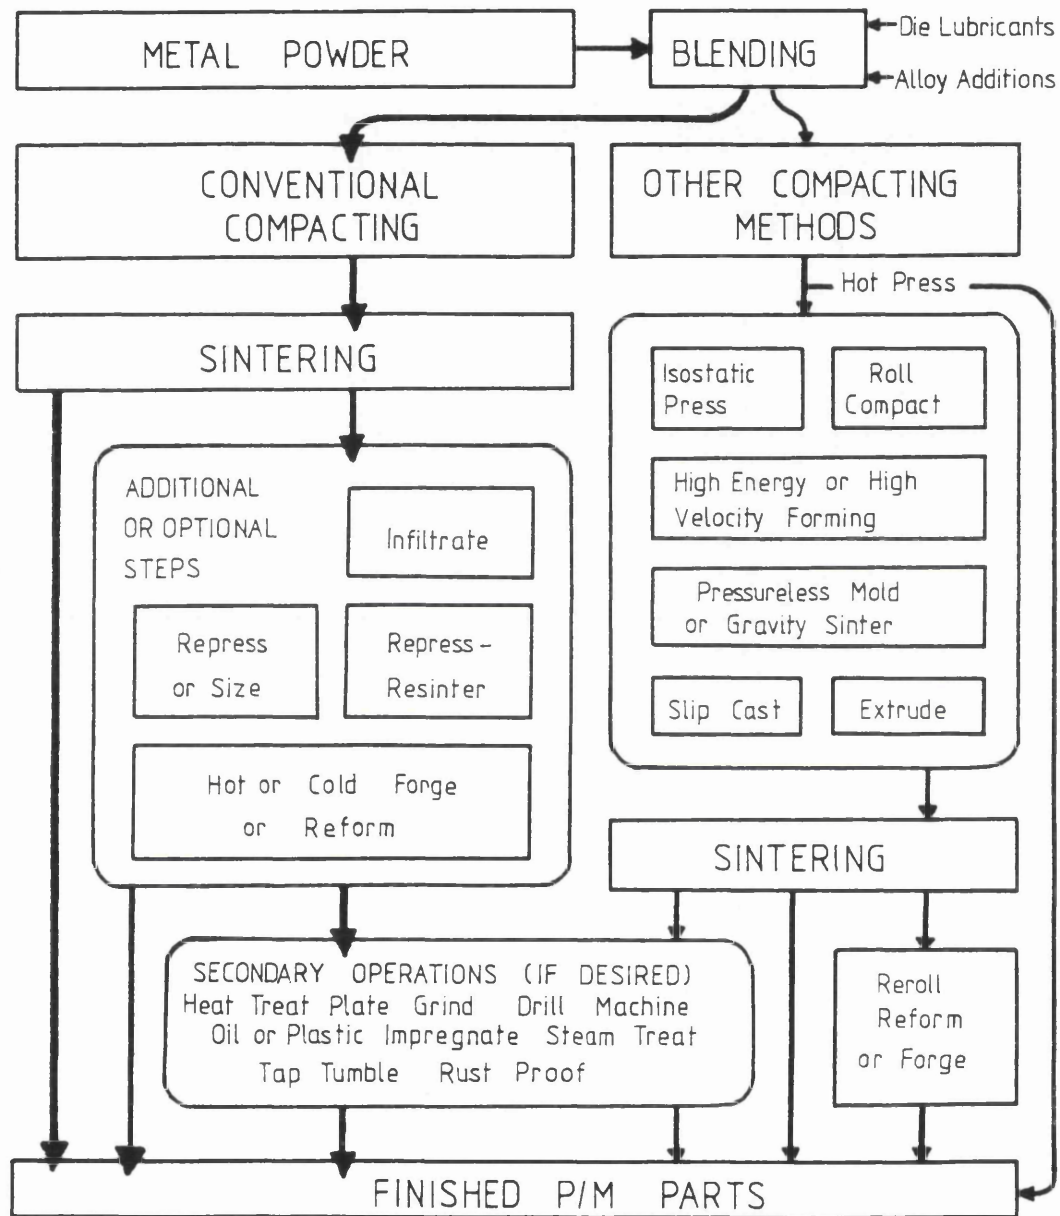 METAL POWDER
BLENDING
Die Lubricants
Alloy Additions
CONVENTIONAL
COMPACTING
OTHER COMPACTING
METHODS
Hot Press
SINTERING
Isostatic
Press
Roll
Compact
High Energy or High
Velocity Forming
Pressureless Mold
or Gravity Sinter
Slip Cast
Extrude
ADDITIONAL
OR OPTIONAL
STEPS
Infiltrate
Repress
or Size
Repress-
Resinter
Hot or Cold Forge
or Reform
SINTERING
SECONDARY OPERATIONS (IF DESIRED)
Heat Treat Plate Grind Drill Machine
Oil or Plastic Impregnate Steam Treat
Tap Tumble Rust Proof
Reroll
Reform
or Forge
FINISHED P/M PARTS